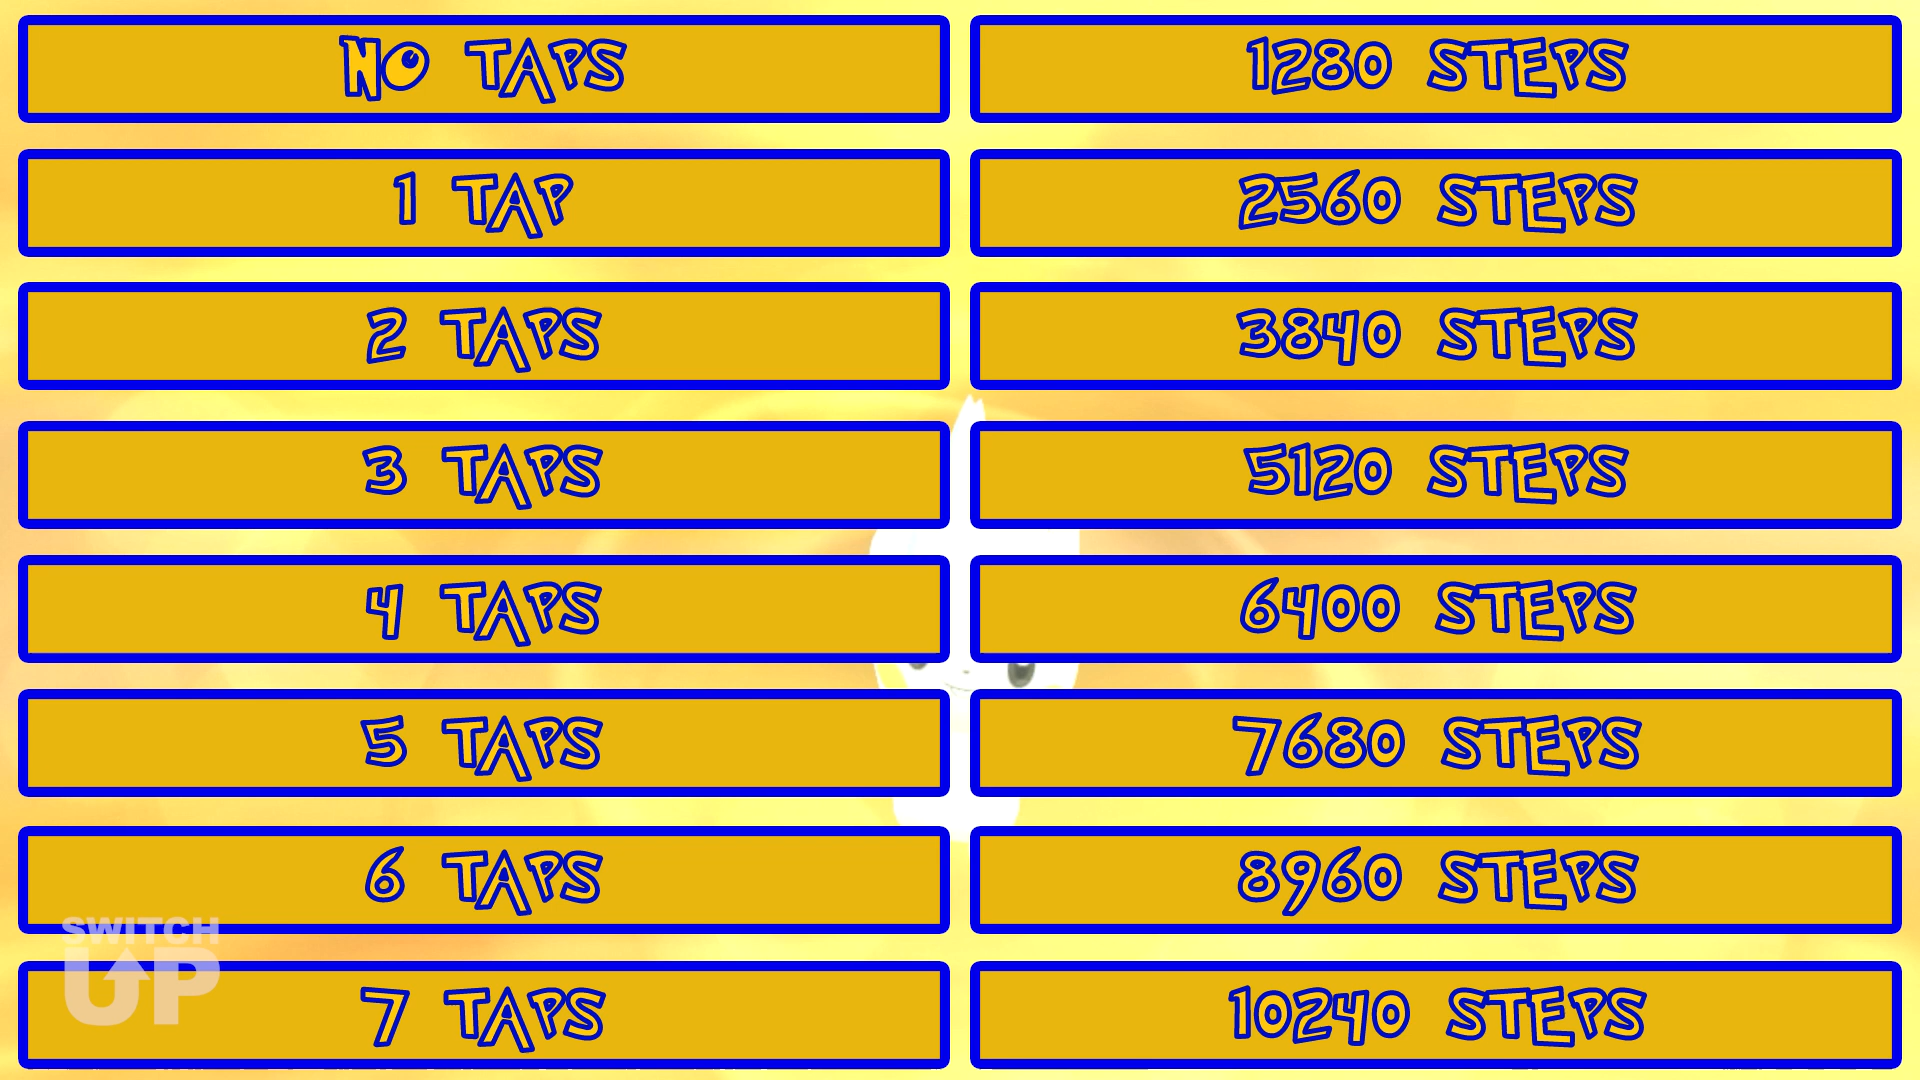 NO TAPS 1280 STEPS
1 TAP 2560 STEPS
2 TAPS 3840 STEPS
3 TAPS 5120 STEPS
4 TAPS 6400 STEPS
5 TAPS 7680 STEPS
6 TAPS 8960 STEPS
SWITCH
UP
7 TAPS 10240 STEPS